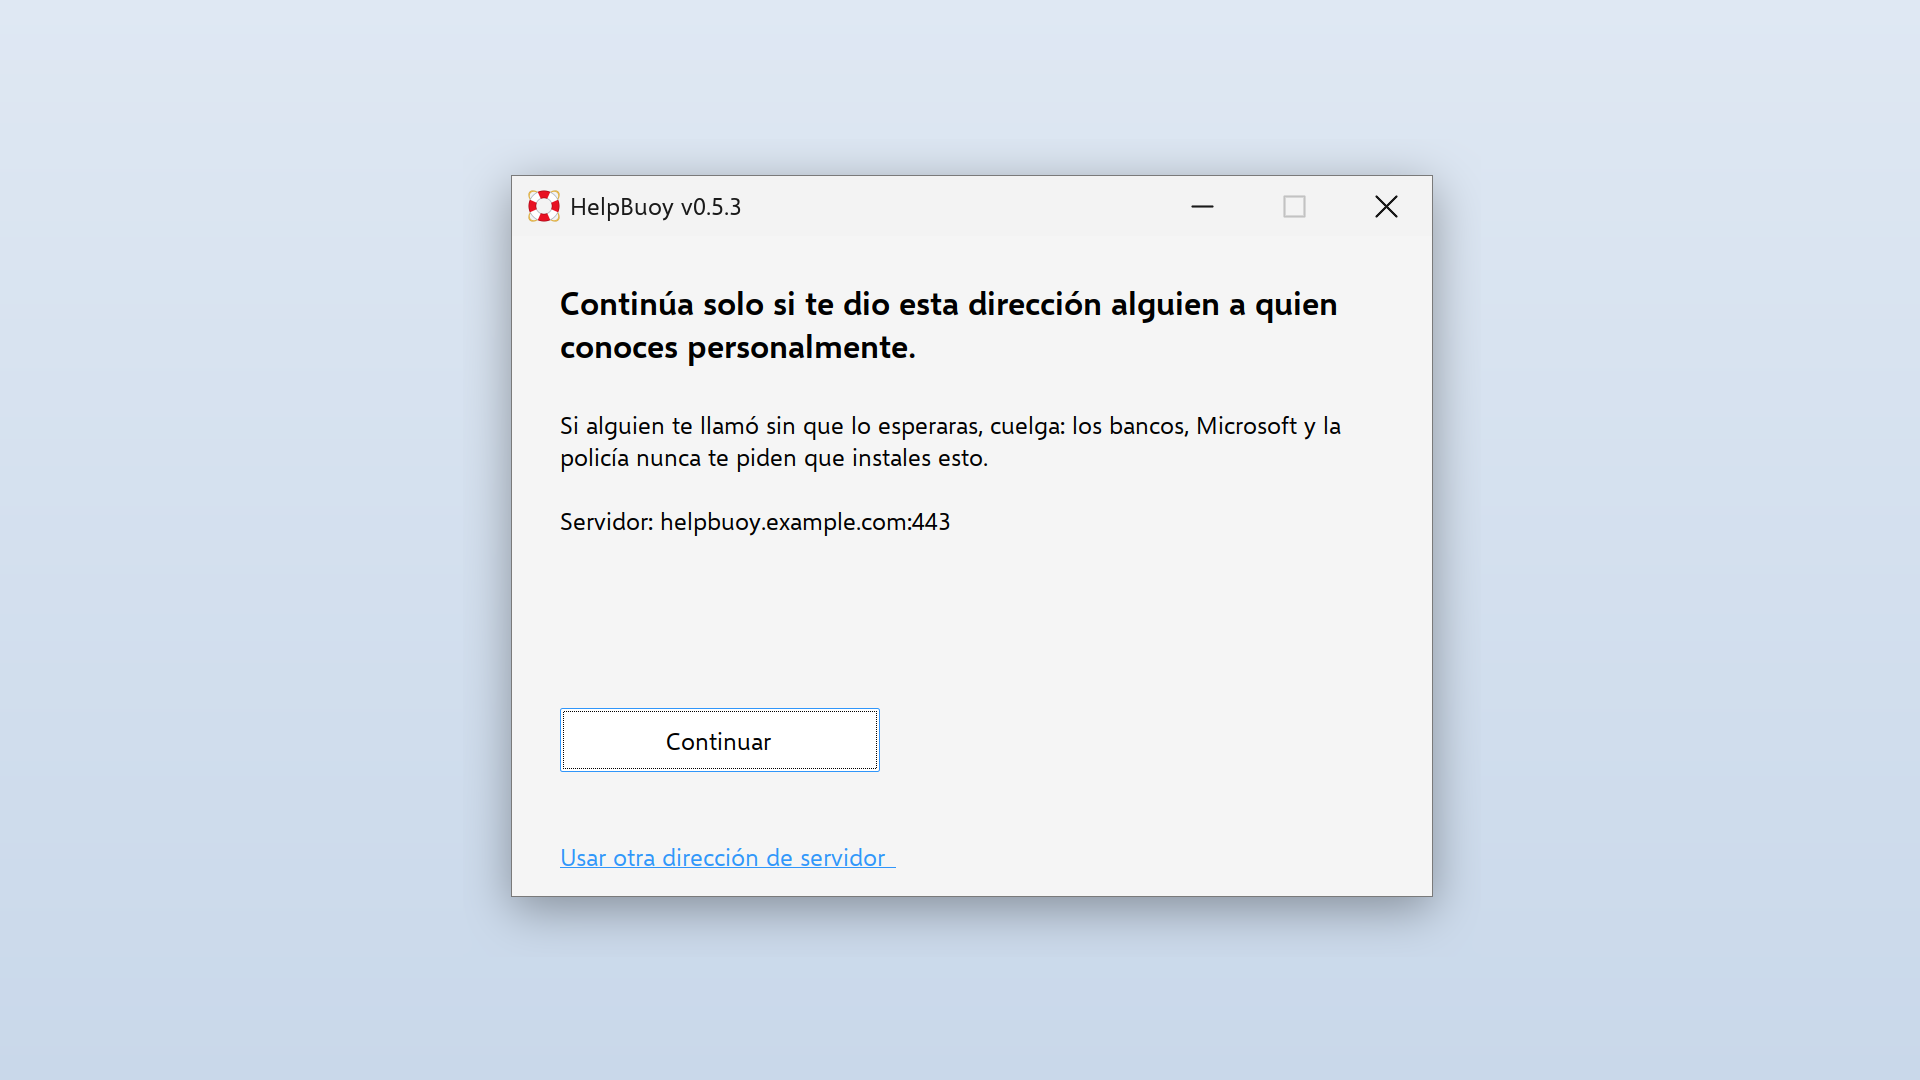 HelpBuoy v0.5.3
Continúa solo si te dio esta dirección alguien a quien
conoces personalmente.
Si alguien te llamó sin que lo esperaras, cuelga: los bancos, Microsoft y la
policía nunca te piden que instales esto.
Servidor: helpbuoy.example.com:443
Continuar
Usar otra dirección de servidor